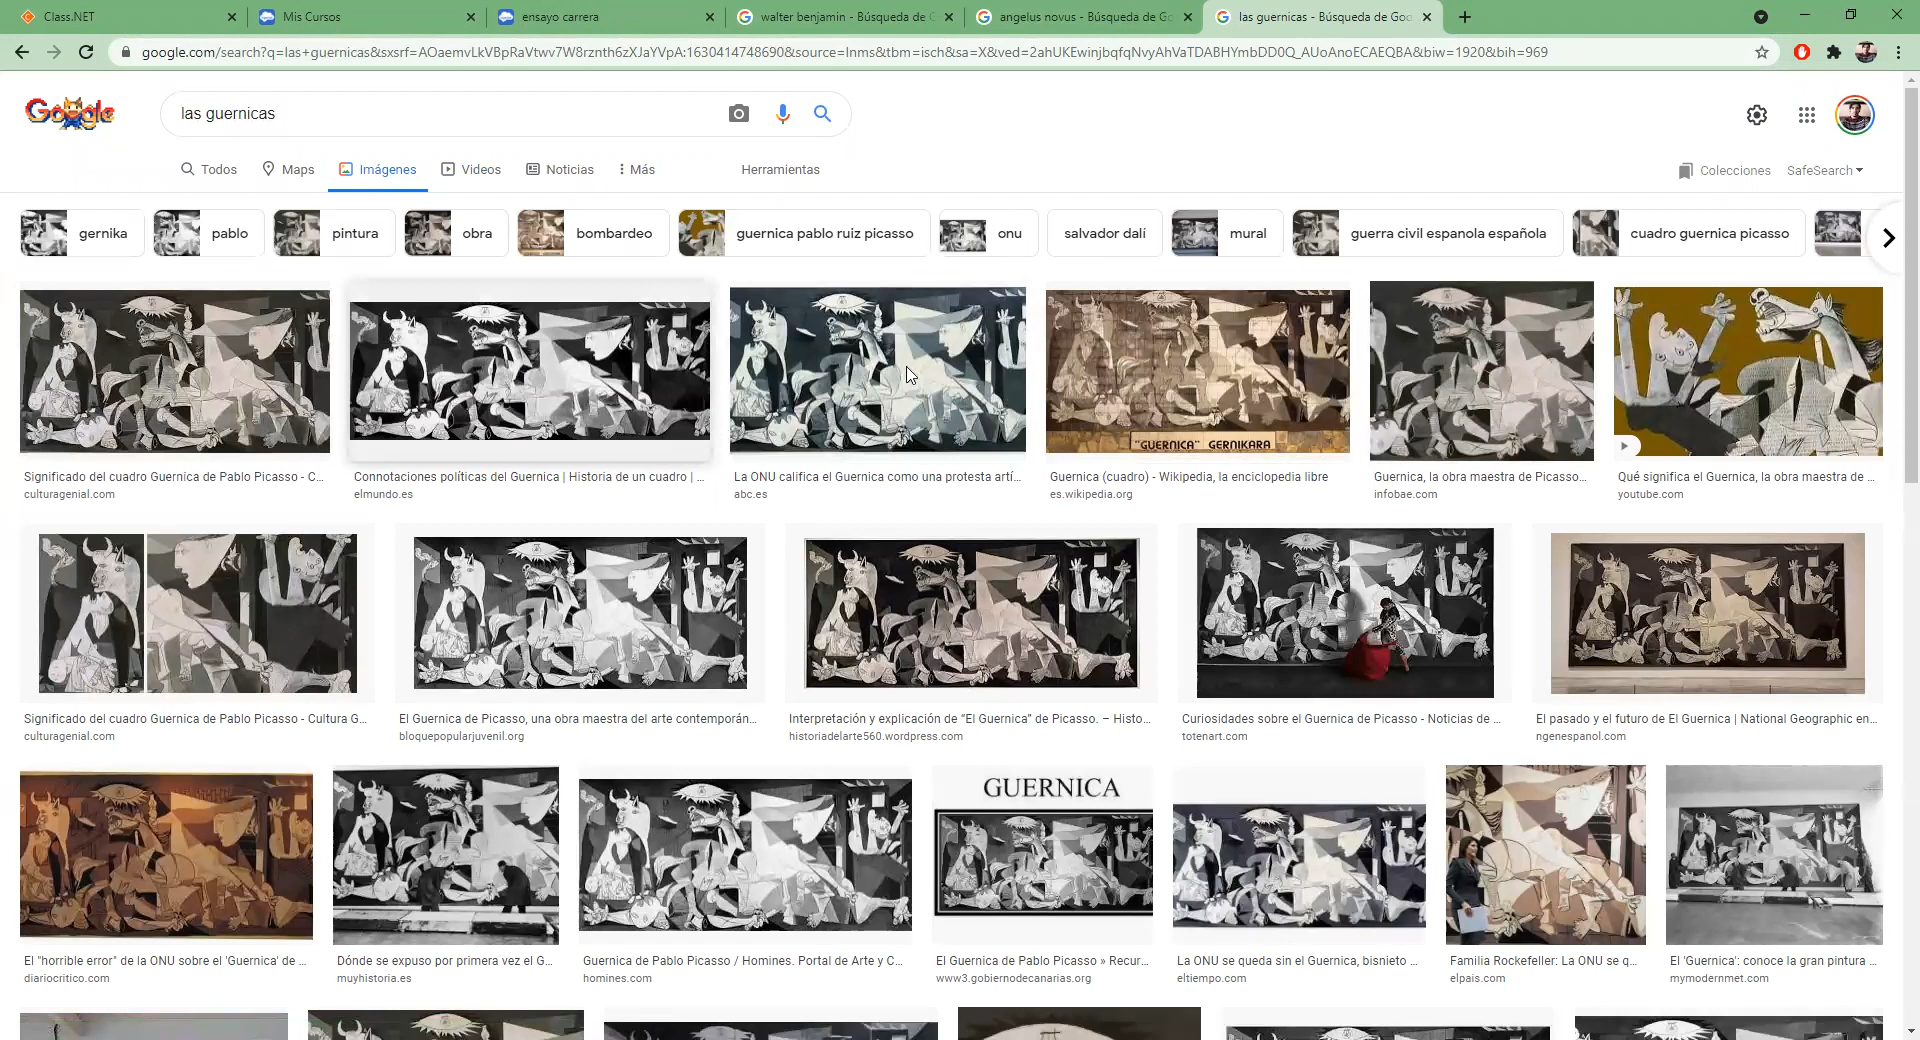 Class.NET
Mis Cursos
ensayo carrera
walter benjamin - Búsqueda de G
angelus novus - Búsqueda de Go
las guernicas - Búsqueda de Goo
google.com/search?q=las+guernicas&sxsrf=AOaemvLkVBpRaVtwv7W8rznth6zXJaYVpA:1630414748690&source=lnms&tbm=isch&sa=X&ved=2ahUKEwinjbqfqNvyAhVaTDABHYmbDD0Q_AUoAnoECAEQBA&biw=1920&bih=969
Google
las guernicas
Todos
Maps
Imágenes
Videos
Noticias
Más
Herramientas
Colecciones
SafeSearch
gernika
pablo
pintura
obra
bombardeo
guernica pablo ruiz picasso
onu
salvador dalí
mural
guerra civil espanola española
cuadro guernica picasso
"GUERNICA" GERNIKARA
Significado del cuadro Guernica de Pablo Picasso - C...
culturagenial.com
Connotaciones políticas del Guernica | Historia de un cuadro | ...
elmundo.es
La ONU califica el Guernica como una protesta artí...
abc.es
Guernica (cuadro) - Wikipedia, la enciclopedia libre
es.wikipedia.org
Guernica, la obra maestra de Picasso...
infobae.com
Qué significa el Guernica, la obra maestra de ...
youtube.com
Significado del cuadro Guernica de Pablo Picasso - Cultura G...
culturagenial.com
El Guernica de Picasso, una obra maestra del arte contemporán...
bloquepopularjuvenil.org
Interpretación y explicación de “El Guernica” de Picasso. – Histo...
historiadelarte560.wordpress.com
Curiosidades sobre el Guernica de Picasso - Noticias de ...
totenart.com
El pasado y el futuro de El Guernica | National Geographic en...
ngenespanol.com
GUERNICA
El "horrible error" de la ONU sobre el 'Guernica' de ...
diariocritico.com
Dónde se expuso por primera vez el G...
muyhistoria.es
Guernica de Pablo Picasso / Homines. Portal de Arte y C...
homines.com
El Guernica de Pablo Picasso » Recur...
www3.gobiernodecanarias.org
La ONU se queda sin el Guernica, bisnieto ...
eltiempo.com
Familia Rockefeller: La ONU se q...
elpais.com
El 'Guernica': conoce la gran pintura ...
mymodernmet.com